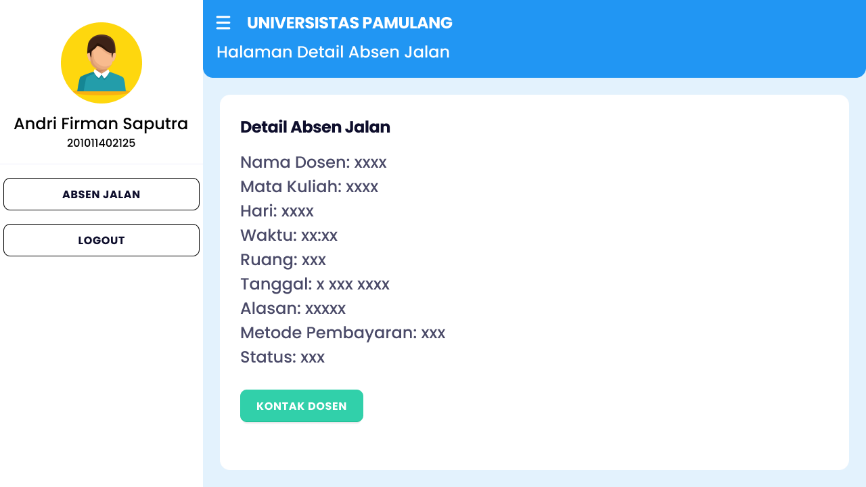 Andri Firman Saputra
201011402125
ABSEN JALAN
LOGOUT
UNIVERSISTAS PAMULANG
Halaman Detail Absen Jalan
Detail Absen Jalan
Nama Dosen: xxxx
Mata Kuliah: xxxx
Hari: xxxx
Waktu: xx:xx
Ruang: xxx
Tanggal: x xxx xxxx
Alasan: xxxxx
Metode Pembayaran: xxx
Status: xxx
KONTAK DOSEN